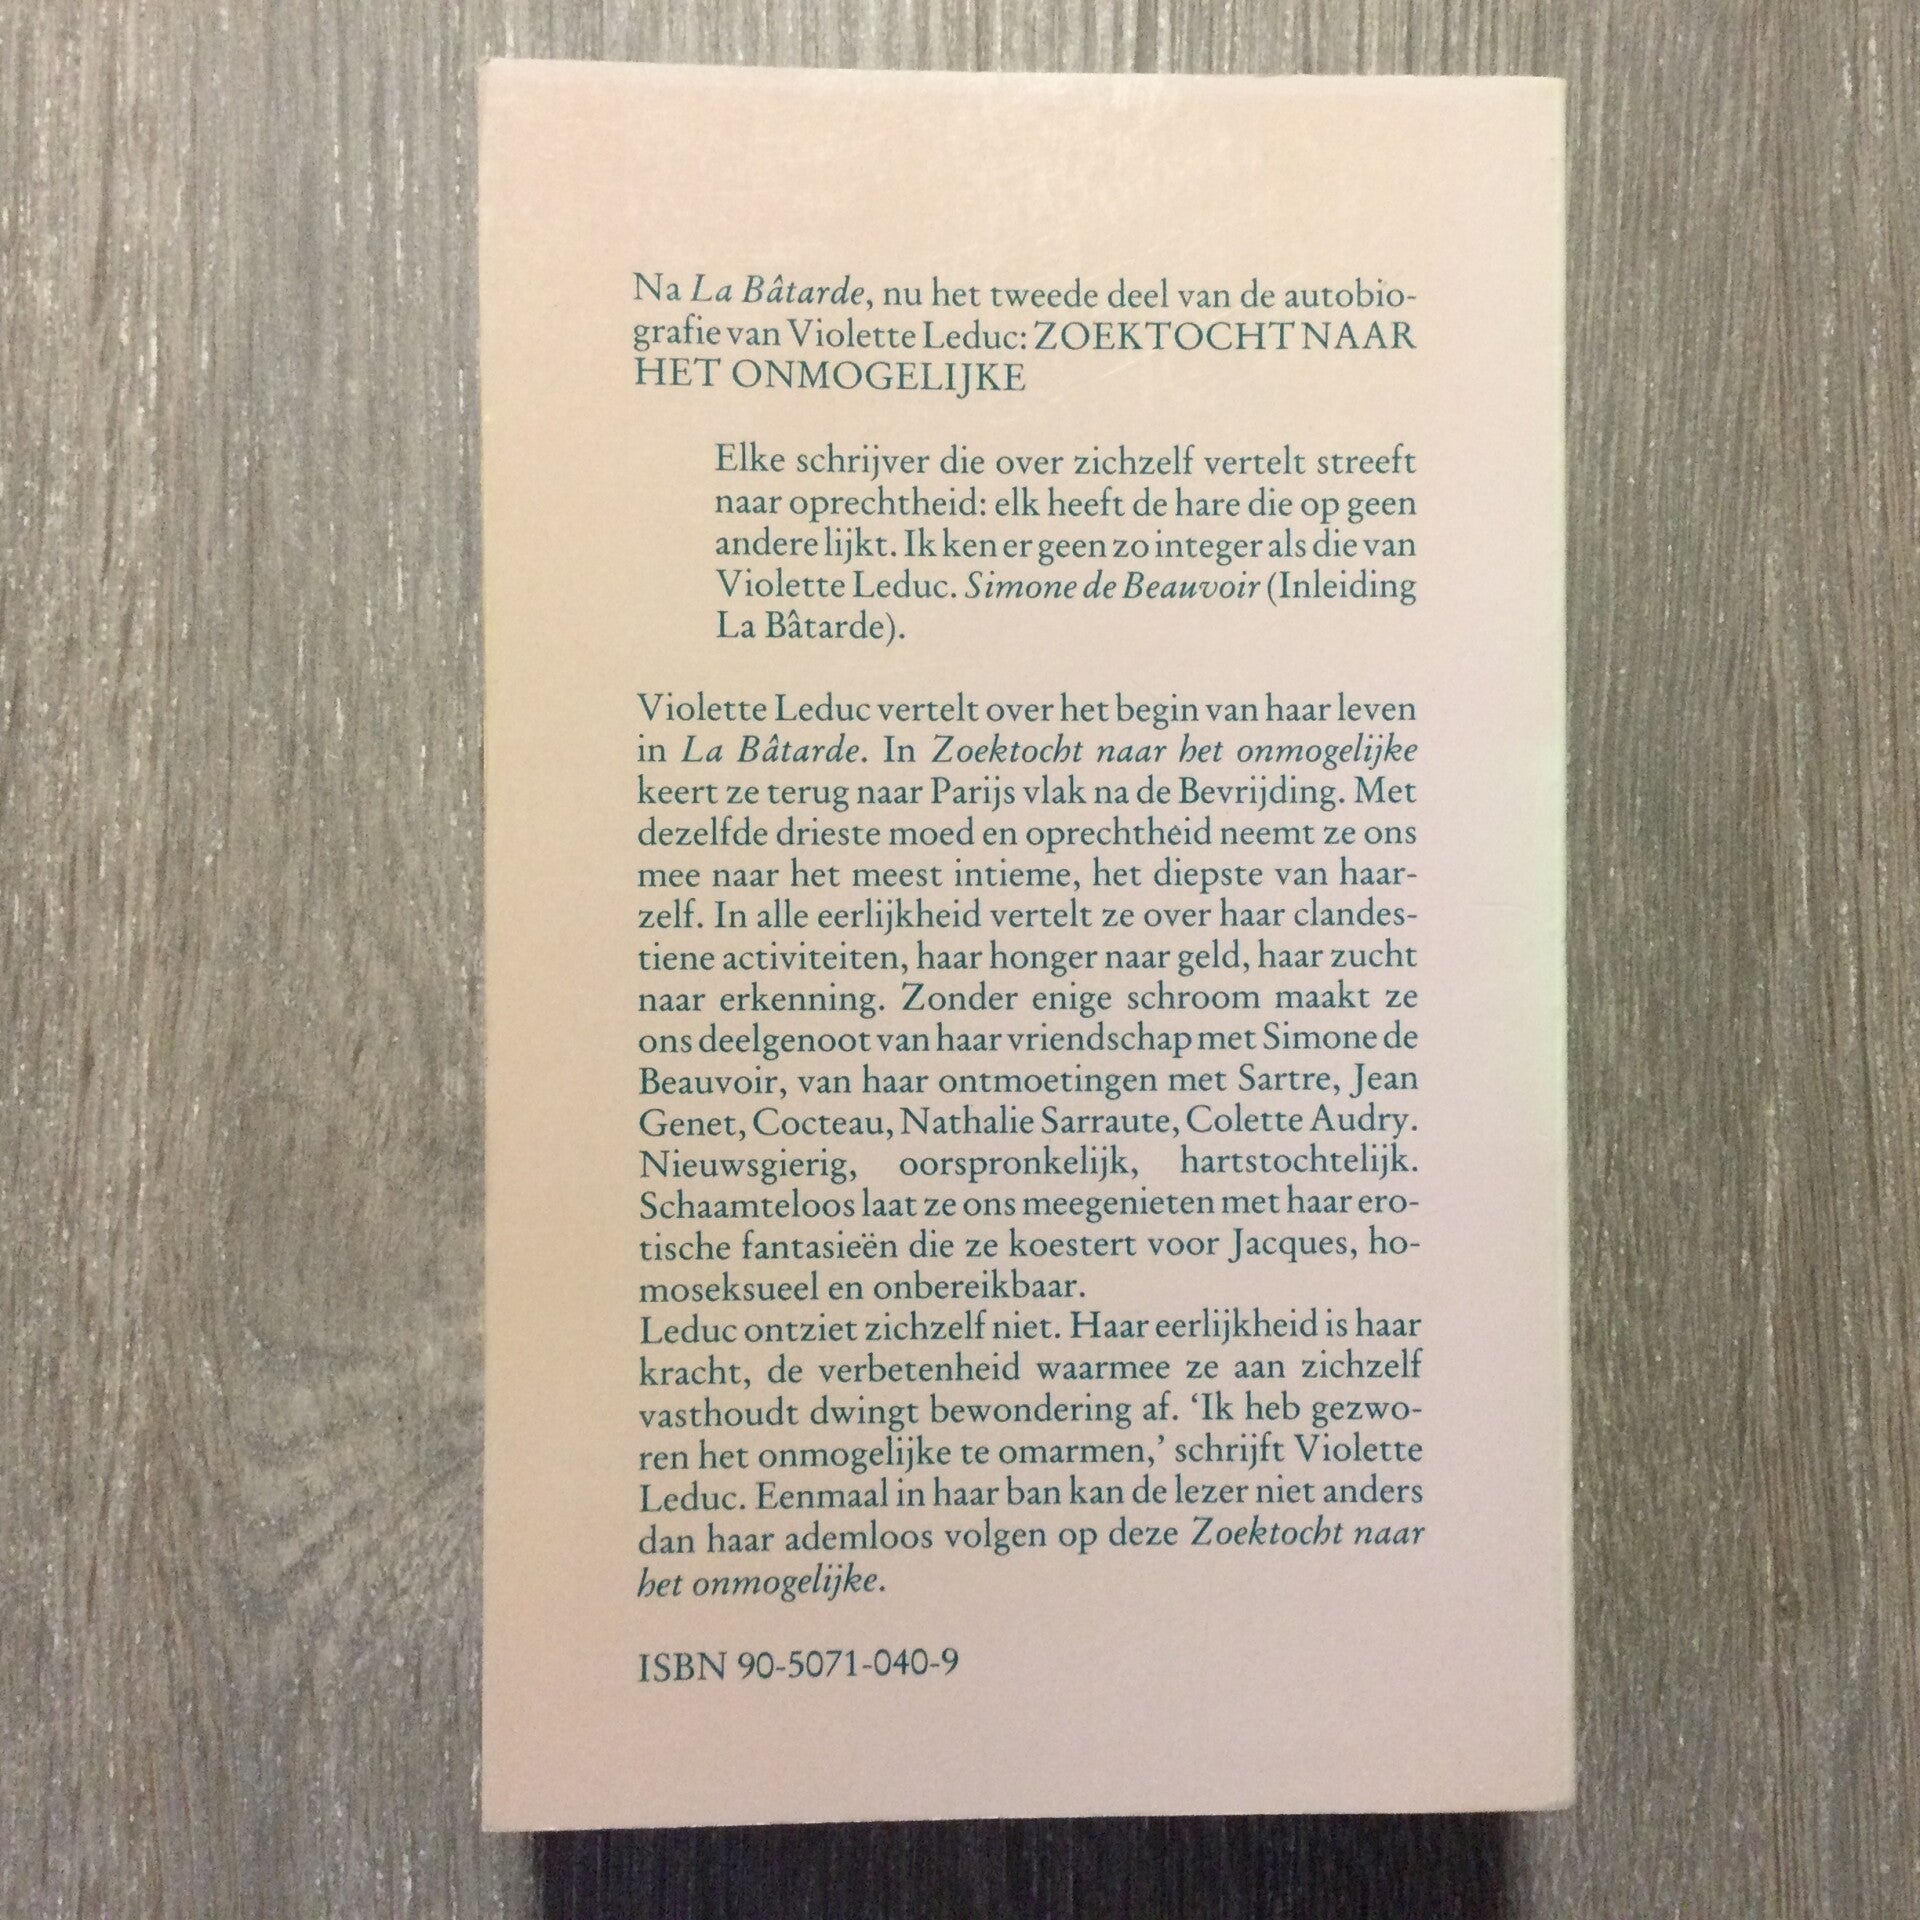 Na La Bâtarde, nu het tweede deel van de autobio-
grafie van Violette Leduc: ZOEKTOCHT NAAR
HET ONMOGELIJKE
Elke schrijver die over zichzelf vertelt streeft
naar oprechtheid: elk heeft de hare die op geen
andere lijkt. Ik ken er geen zo integer als die van
Violette Leduc. Simone de Beauvoir (Inleiding
La Bâtarde).
Violette Leduc vertelt over het begin van haar leven
in La Bâtarde. In Zoektocht naar het onmogelijke
keert ze terug naar Parijs vlak na de Bevrijding. Met
dezelfde drieste moed en oprechtheid neemt ze ons
mee naar het meest intieme, het diepste van haar-
zelf. In alle eerlijkheid vertelt ze over haar clandes-
tiene activiteiten, haar honger naar geld, haar zucht
naar erkenning. Zonder enige schroom maakt ze
ons deelgenoot van haar vriendschap met Simone de
Beauvoir, van haar ontmoetingen met Sartre, Jean
Genet, Cocteau, Nathalie Sarraute, Colette Audry.
Nieuwsgierig, oorspronkelijk, hartstochtelijk.
Schaamteloos laat ze ons meegenieten met haar ero-
tische fantasieën die ze koestert voor Jacques, ho-
moseksueel en onbereikbaar.
Leduc ontziet zichzelf niet. Haar eerlijkheid is haar
kracht, de verbetenheid waarmee ze aan zichzelf
vasthoudt dwingt bewondering af. ‘Ik heb gezwo-
ren het onmogelijke te omarmen,’ schrijft Violette
Leduc. Eenmaal in haar ban kan de lezer niet anders
dan haar ademloos volgen op deze Zoektocht naar
het onmogelijke.
ISBN 90-5071-040-9